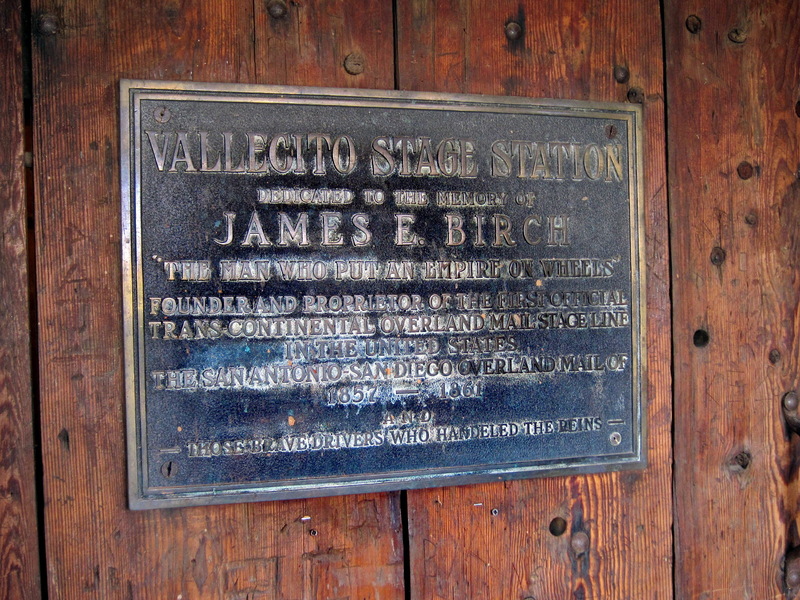 VALLECITO STAGE STATION
DEDICATED TO THE MEMORY OF
JAMES E. BIRCH
"THE MAN WHO PUT AN EMPIRE ON WHEELS"
FOUNDER AND PROPRIETOR OF THE FIRST OFFICIAL
TRANS-CONTINENTAL OVERLAND MAIL STAGE LINE
IN THE UNITED STATES
THE SAN ANTONIO-SAN DIEGO OVERLAND MAIL OF
1857 — 1861
AND
— THOSE BRAVE DRIVERS WHO HANDELED THE REINS —